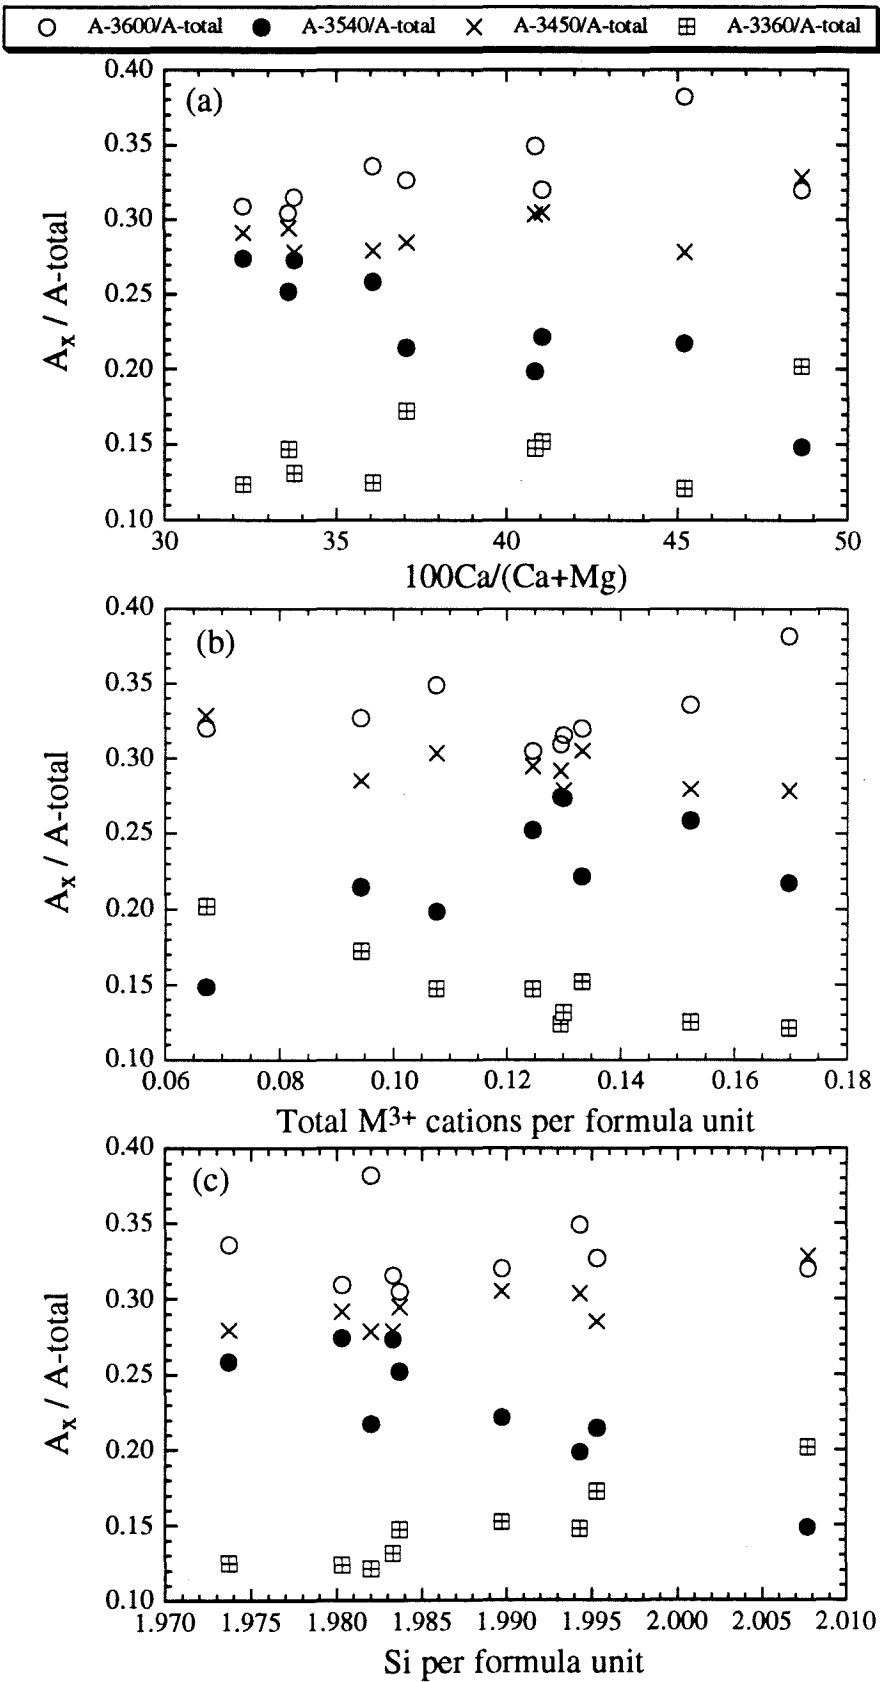 A-3600/A-total A-3540/A-total A-3450/A-total A-3360/A-total
(a)
0.40
0.35
0.30
0.25
0.20
0.15
0.10
Ax / A-total
30 35 40 45 50
100Ca/(Ca+Mg)
(b)
0.40
0.35
0.30
0.25
0.20
0.15
0.10
Ax / A-total
0.06 0.08 0.10 0.12 0.14 0.16 0.18
Total M3+ cations per formula unit
(c)
0.40
0.35
0.30
0.25
0.20
0.15
0.10
Ax / A-total
1.970 1.975 1.980 1.985 1.990 1.995 2.000 2.005 2.010
Si per formula unit